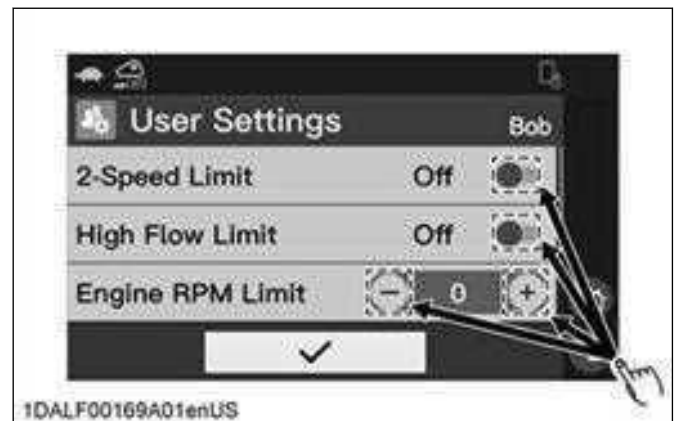 User Settings Bob
2-Speed Limit Off
High Flow Limit Off
Engine RPM Limit − 0 +
1DALF00169A01enUS